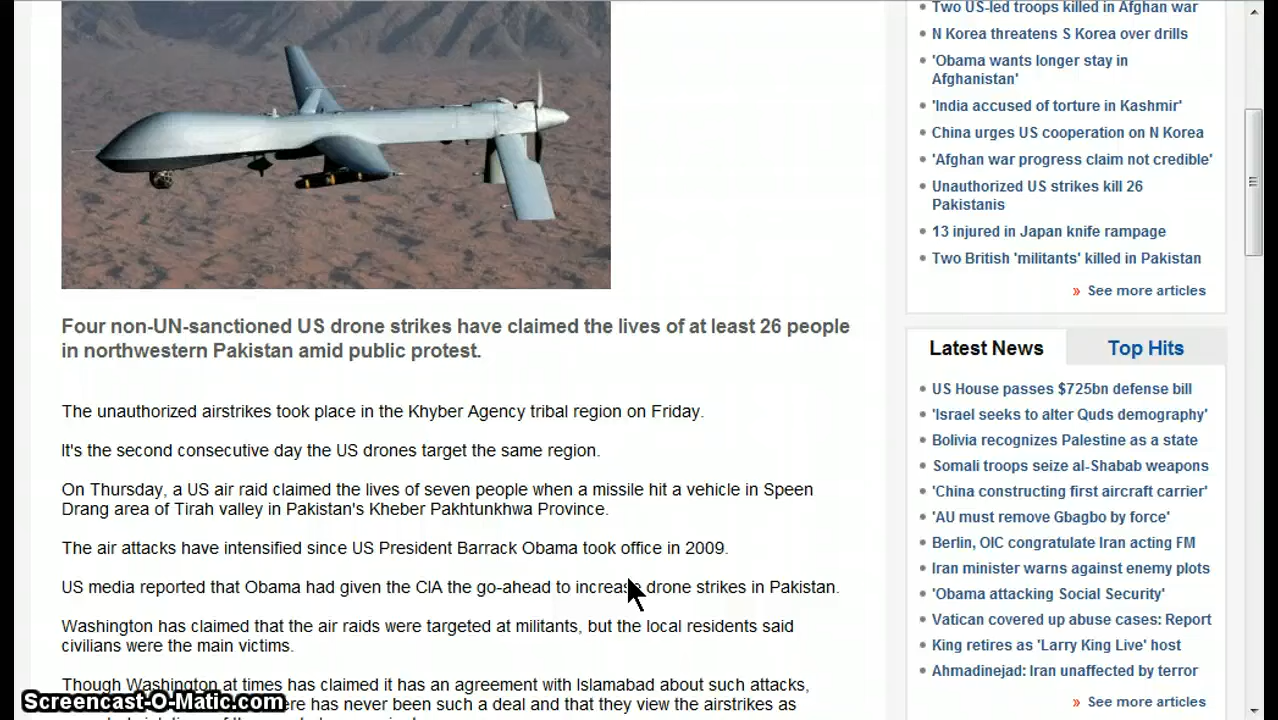 Four non-UN-sanctioned US drone strikes have claimed the lives of at least 26 people
in northwestern Pakistan amid public protest.
The unauthorized airstrikes took place in the Khyber Agency tribal region on Friday.
It's the second consecutive day the US drones target the same region.
On Thursday, a US air raid claimed the lives of seven people when a missile hit a vehicle in Speen
Drang area of Tirah valley in Pakistan's Kheber Pakhtunkhwa Province.
The air attacks have intensified since US President Barrack Obama took office in 2009.
US media reported that Obama had given the CIA the go-ahead to increase drone strikes in Pakistan.
Washington has claimed that the air raids were targeted at militants, but the local residents said
civilians were the main victims.
Though Washington at times has claimed it has an agreement with Islamabad about such attacks,
ere has never been such a deal and that they view the airstrikes as
Screencast-O-Matic.com
Two US-led troops killed in Afghan war
N Korea threatens S Korea over drills
'Obama wants longer stay in
Afghanistan'
'India accused of torture in Kashmir'
China urges US cooperation on N Korea
'Afghan war progress claim not credible'
Unauthorized US strikes kill 26
Pakistanis
13 injured in Japan knife rampage
Two British 'militants' killed in Pakistan
» See more articles
Latest News Top Hits
US House passes $725bn defense bill
'Israel seeks to alter Quds demography'
Bolivia recognizes Palestine as a state
Somali troops seize al-Shabab weapons
'China constructing first aircraft carrier'
'AU must remove Gbagbo by force'
Berlin, OIC congratulate Iran acting FM
Iran minister warns against enemy plots
'Obama attacking Social Security'
Vatican covered up abuse cases: Report
King retires as 'Larry King Live' host
Ahmadinejad: Iran unaffected by terror
» See more articles